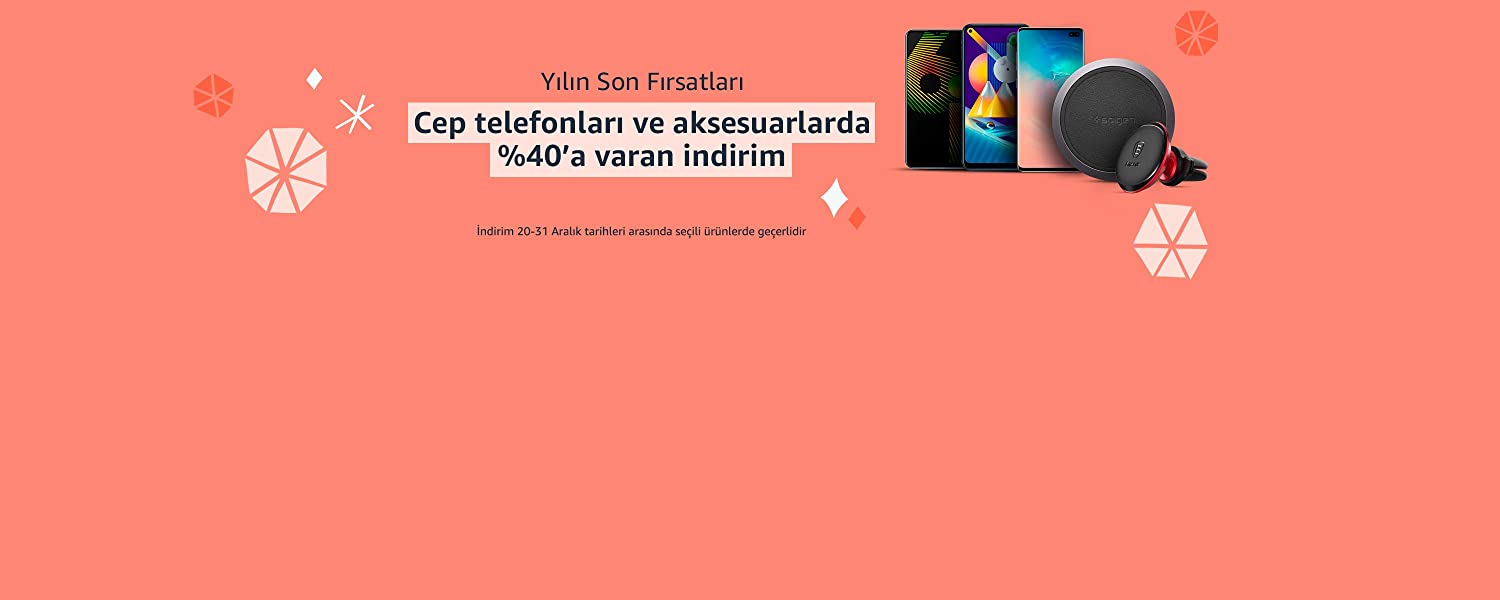 Yılın Son Fırsatları
Cep telefonları ve aksesuarlarda
%40’a varan indirim
İndirim 20-31 Aralık tarihleri arasında seçili ürünlerde geçerlidir
spigen